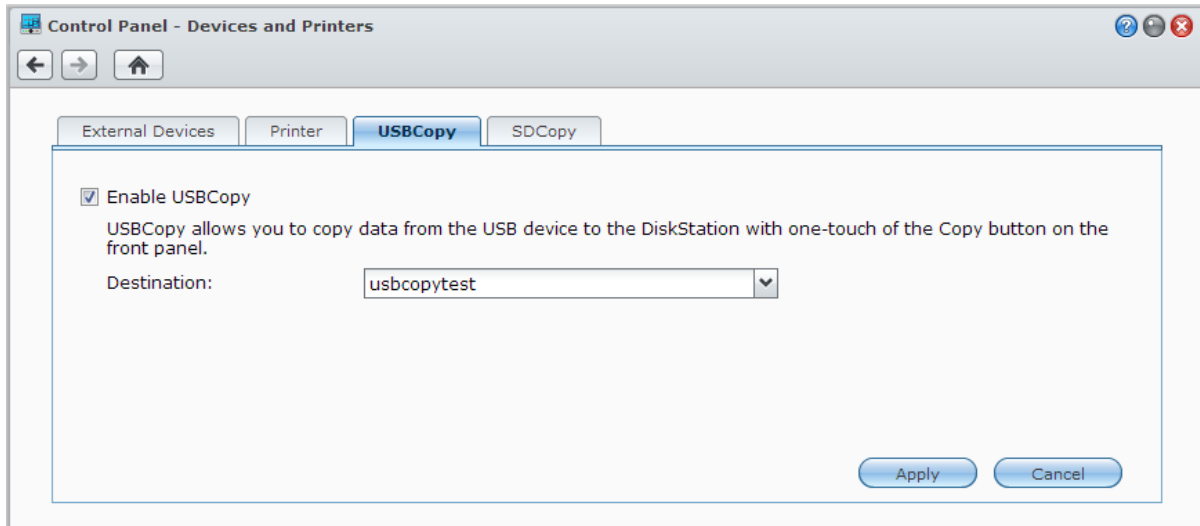 Control Panel - Devices and Printers
External Devices
Printer
USBCopy
SDCopy
Enable USBCopy
USBCopy allows you to copy data from the USB device to the DiskStation with one-touch of the Copy button on the
front panel.
Destination:
usbcopytest
Apply
Cancel